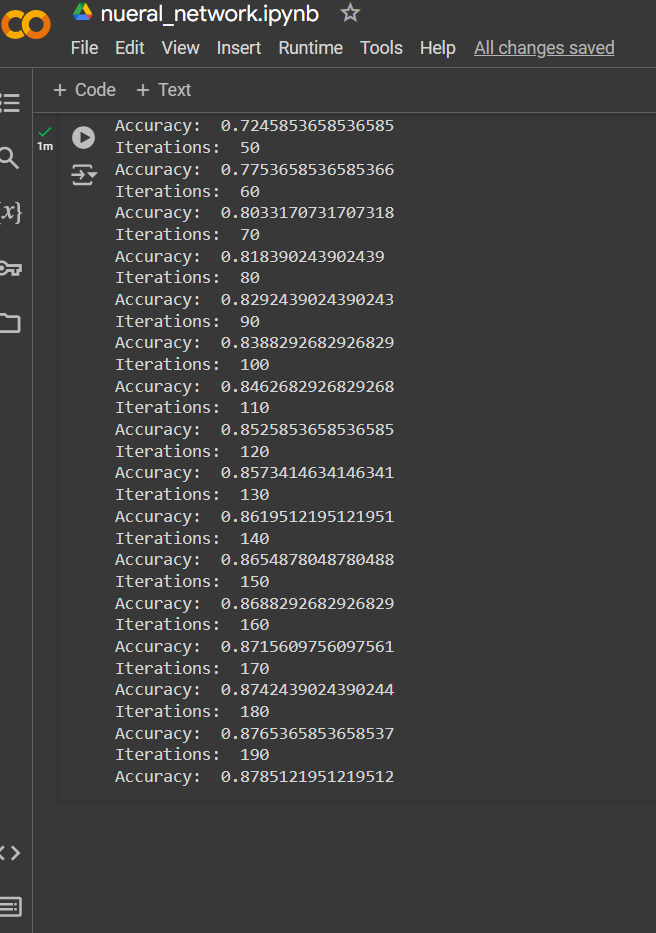 nueral_network.ipynb
File Edit View Insert Runtime Tools Help All changes saved
+ Code + Text
1m
Accuracy:  0.7245853658536585
Iterations:  50
Accuracy:  0.7753658536585366
Iterations:  60
Accuracy:  0.8033170731707318
Iterations:  70
Accuracy:  0.818390243902439
Iterations:  80
Accuracy:  0.8292439024390243
Iterations:  90
Accuracy:  0.8388292682926829
Iterations:  100
Accuracy:  0.8462682926829268
Iterations:  110
Accuracy:  0.8525853658536585
Iterations:  120
Accuracy:  0.8573414634146341
Iterations:  130
Accuracy:  0.8619512195121951
Iterations:  140
Accuracy:  0.8654878048780488
Iterations:  150
Accuracy:  0.8688292682926829
Iterations:  160
Accuracy:  0.8715609756097561
Iterations:  170
Accuracy:  0.8742439024390244
Iterations:  180
Accuracy:  0.8765365853658537
Iterations:  190
Accuracy:  0.8785121951219512